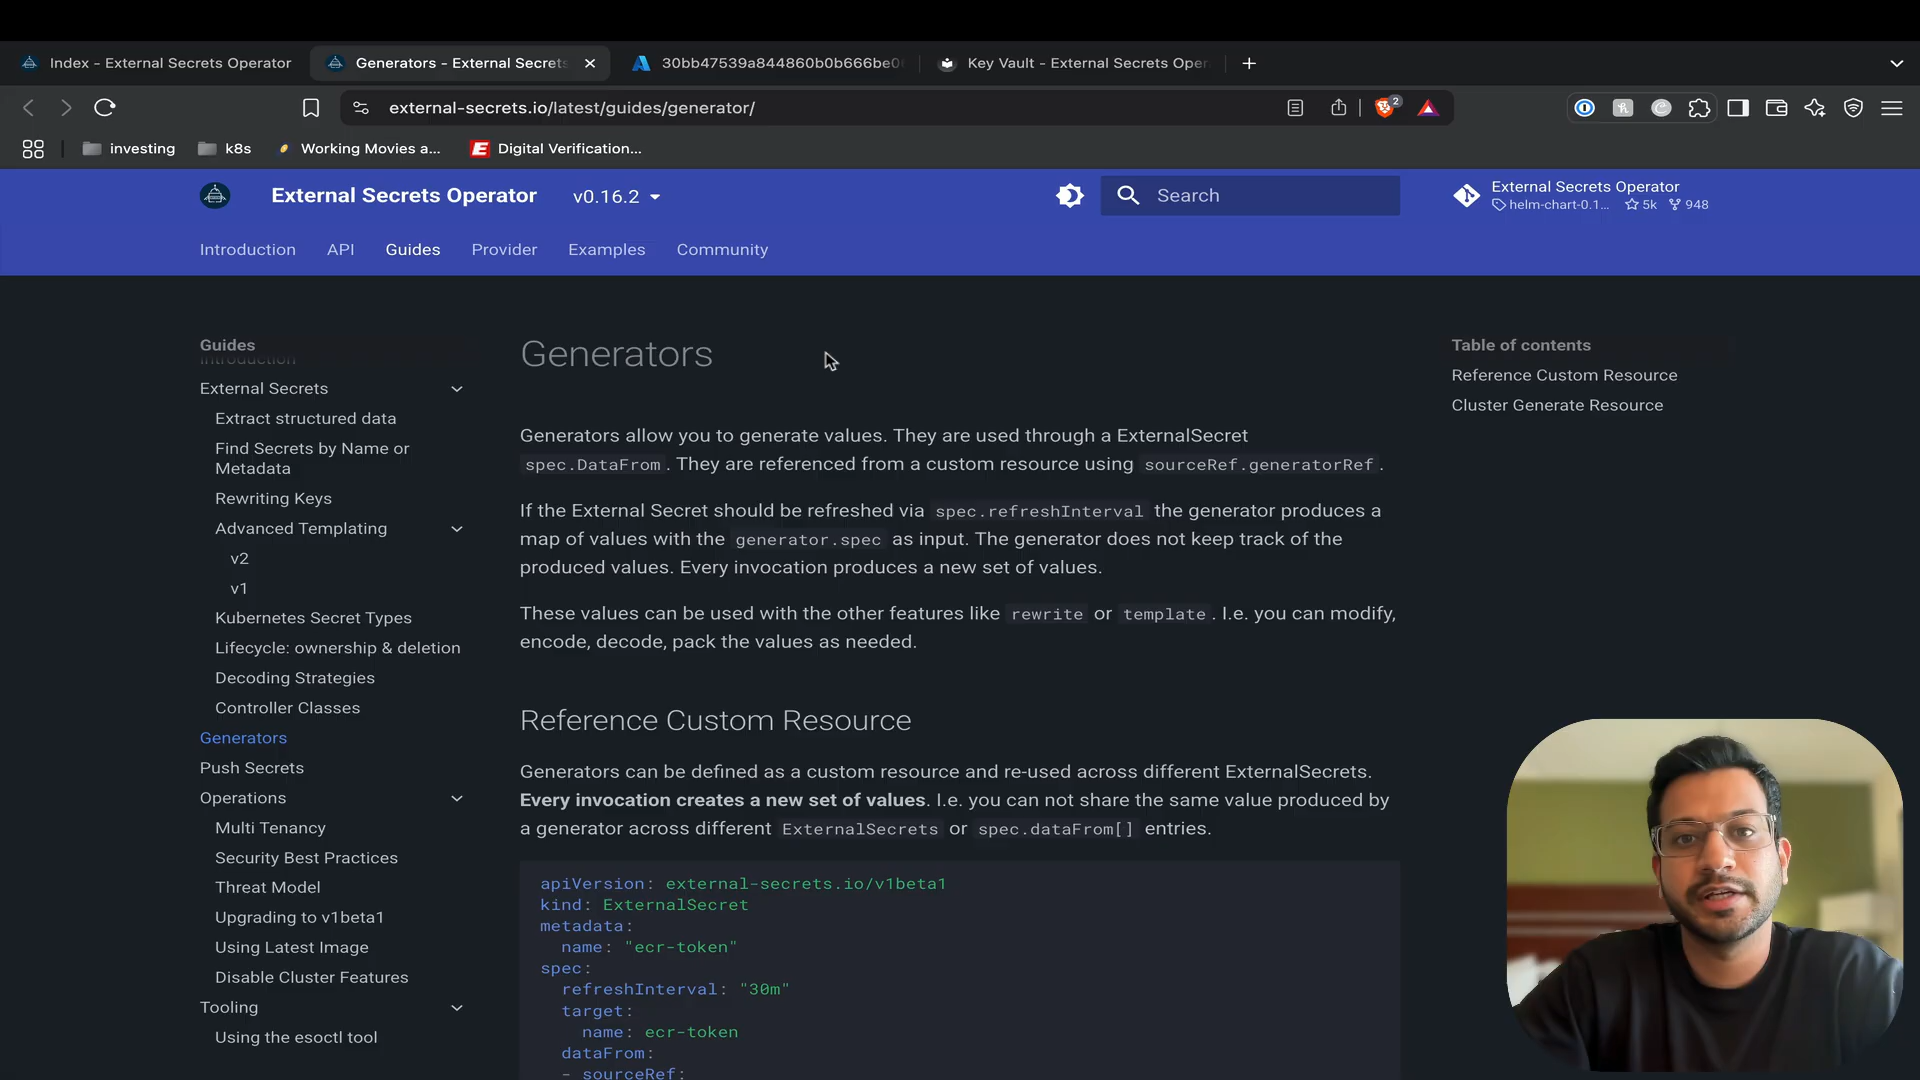 Index - External Secrets Operator
Generators - External Secrets
30bb47539a844860b0b666be0
Key Vault - External Secrets Oper
external-secrets.io/latest/guides/generator/
2
investing
k8s
Working Movies a...
Digital Verification...
External Secrets Operator
v0.16.2
Search
External Secrets Operator
helm-chart-0.1...
5k
948
Introduction
API
Guides
Provider
Examples
Community
Guides
Introduction
External Secrets
Extract structured data
Find Secrets by Name or
Metadata
Rewriting Keys
Advanced Templating
v2
v1
Kubernetes Secret Types
Lifecycle: ownership & deletion
Decoding Strategies
Controller Classes
Generators
Push Secrets
Operations
Multi Tenancy
Security Best Practices
Threat Model
Upgrading to v1beta1
Using Latest Image
Disable Cluster Features
Tooling
Using the esoctl tool
Generators
Generators allow you to generate values. They are used through a ExternalSecret
spec.DataFrom. They are referenced from a custom resource using sourceRef.generatorRef.
If the External Secret should be refreshed via spec.refreshInterval the generator produces a
map of values with the generator.spec as input. The generator does not keep track of the
produced values. Every invocation produces a new set of values.
These values can be used with the other features like rewrite or template. I.e. you can modify,
encode, decode, pack the values as needed.
Reference Custom Resource
Generators can be defined as a custom resource and re-used across different ExternalSecrets.
Every invocation creates a new set of values. I.e. you can not share the same value produced by
a generator across different ExternalSecrets or spec.dataFrom[] entries.
apiVersion: external-secrets.io/v1beta1
kind: ExternalSecret
metadata:
name: "ecr-token"
spec:
refreshInterval: "30m"
target:
name: ecr-token
dataFrom:
- sourceRef:
Table of contents
Reference Custom Resource
Cluster Generate Resource